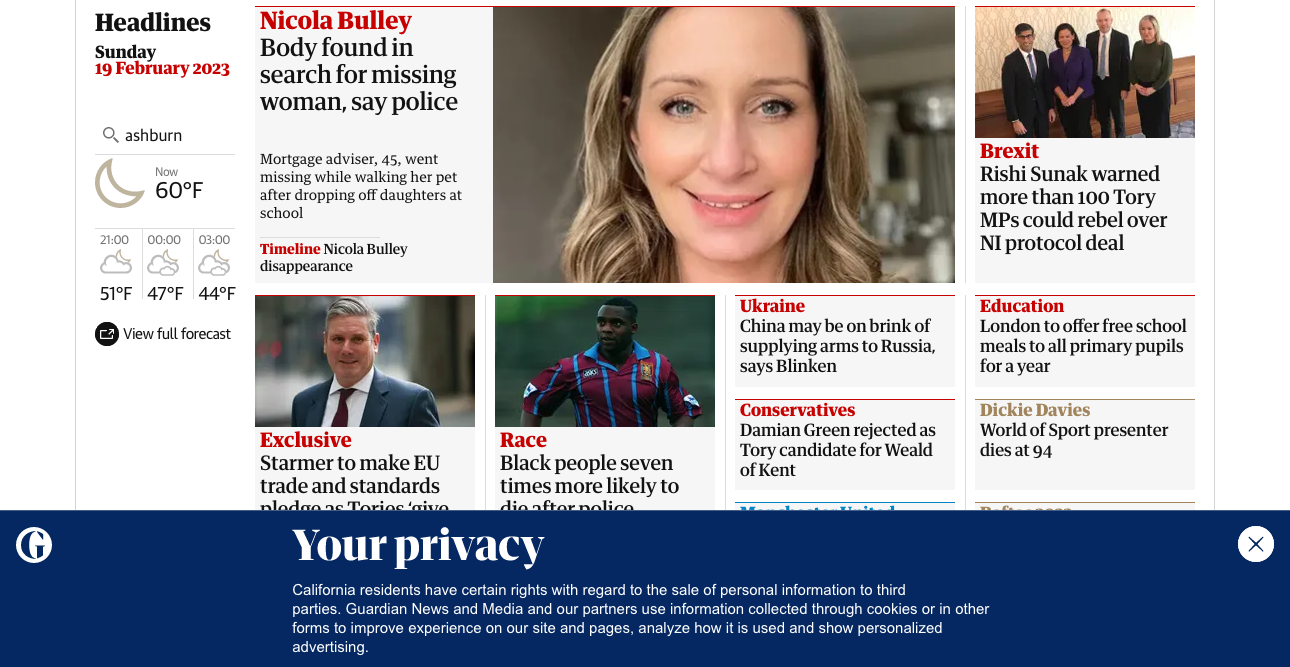 Headlines
Sunday
19 February 2023
ashburn
Now
60°F
21:00
00:00
03:00
51°F
47°F
44°F
View full forecast
Nicola Bulley
Body found in
search for missing
woman, say police
Mortgage adviser, 45, went
missing while walking her pet
after dropping off daughters at
school
Timeline Nicola Bulley
disappearance
Brexit
Rishi Sunak warned
more than 100 Tory
MPs could rebel over
NI protocol deal
Exclusive
Starmer to make EU
trade and standards
pledge as Tories ‘give
Race
Black people seven
times more likely to
die after police
Ukraine
China may be on brink of
supplying arms to Russia,
says Blinken
Conservatives
Damian Green rejected as
Tory candidate for Weald
of Kent
Manchester United
Education
London to offer free school
meals to all primary pupils
for a year
Dickie Davies
World of Sport presenter
dies at 94
Your privacy
California residents have certain rights with regard to the sale of personal information to third
parties. Guardian News and Media and our partners use information collected through cookies or in other
forms to improve experience on our site and pages, analyze how it is used and show personalized
advertising.